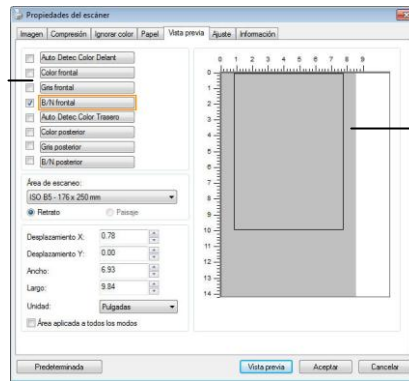 Propiedades del escáner
Imagen Compresión Ignorar color Papel Vista previa Ajuste Información
Auto Detec Color Delant
Color frontal
Gris frontal
B/N frontal
Auto Detec Color Trasero
Color posterior
Gris posterior
B/N posterior
Área de escaneo:
ISO B5 - 176 x 250 mm
Retrato Paisaje
Desplazamiento X: 0.78
Desplazamiento Y: 0.00
Ancho: 6.93
Largo: 9.84
Unidad: Pulgadas
Área aplicada a todos los modos
0 1 2 3 4 5 6 7 8 9
0
1
2
3
4
5
6
7
8
9
10
11
12
13
14
Predeterminada Vista previa Aceptar Cancelar